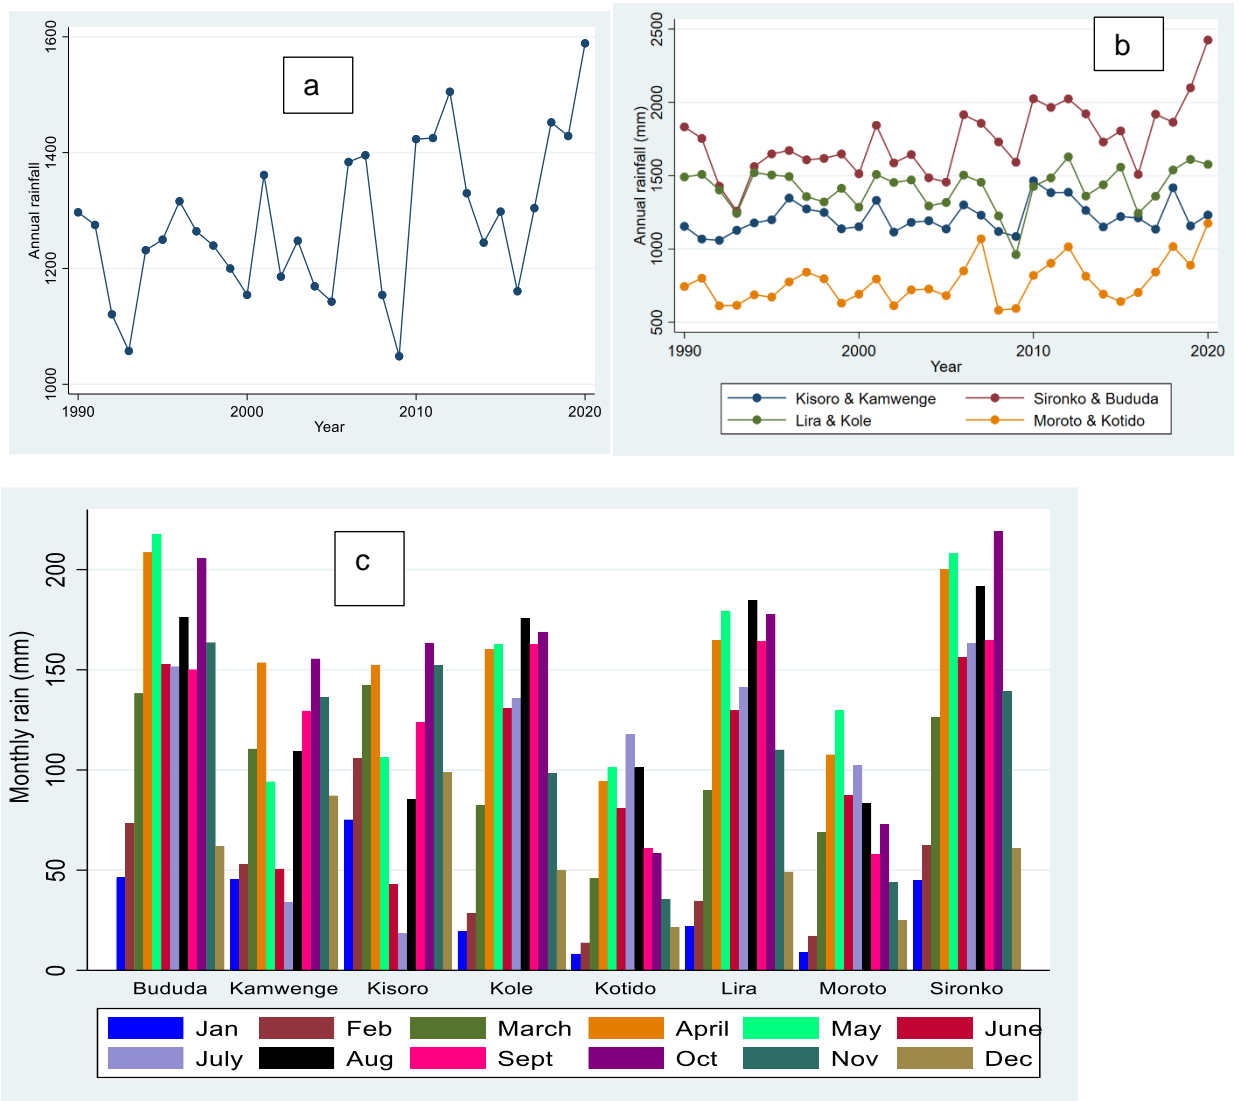 a
Annual rainfall
1600
1400
1200
1000
1990
2000
2010
2020
Year
b
Annual rainfall (mm)
2500
2000
1500
1000
500
1990
2000
2010
2020
Year
Kisoro & Kamwenge
Sironko & Bududa
Lira & Kole
Moroto & Kotido
c
Monthly rain (mm)
200
150
100
50
0
Bududa
Kamwenge
Kisoro
Kole
Kotido
Lira
Moroto
Sironko
Jan
Feb
March
April
May
June
July
Aug
Sept
Oct
Nov
Dec